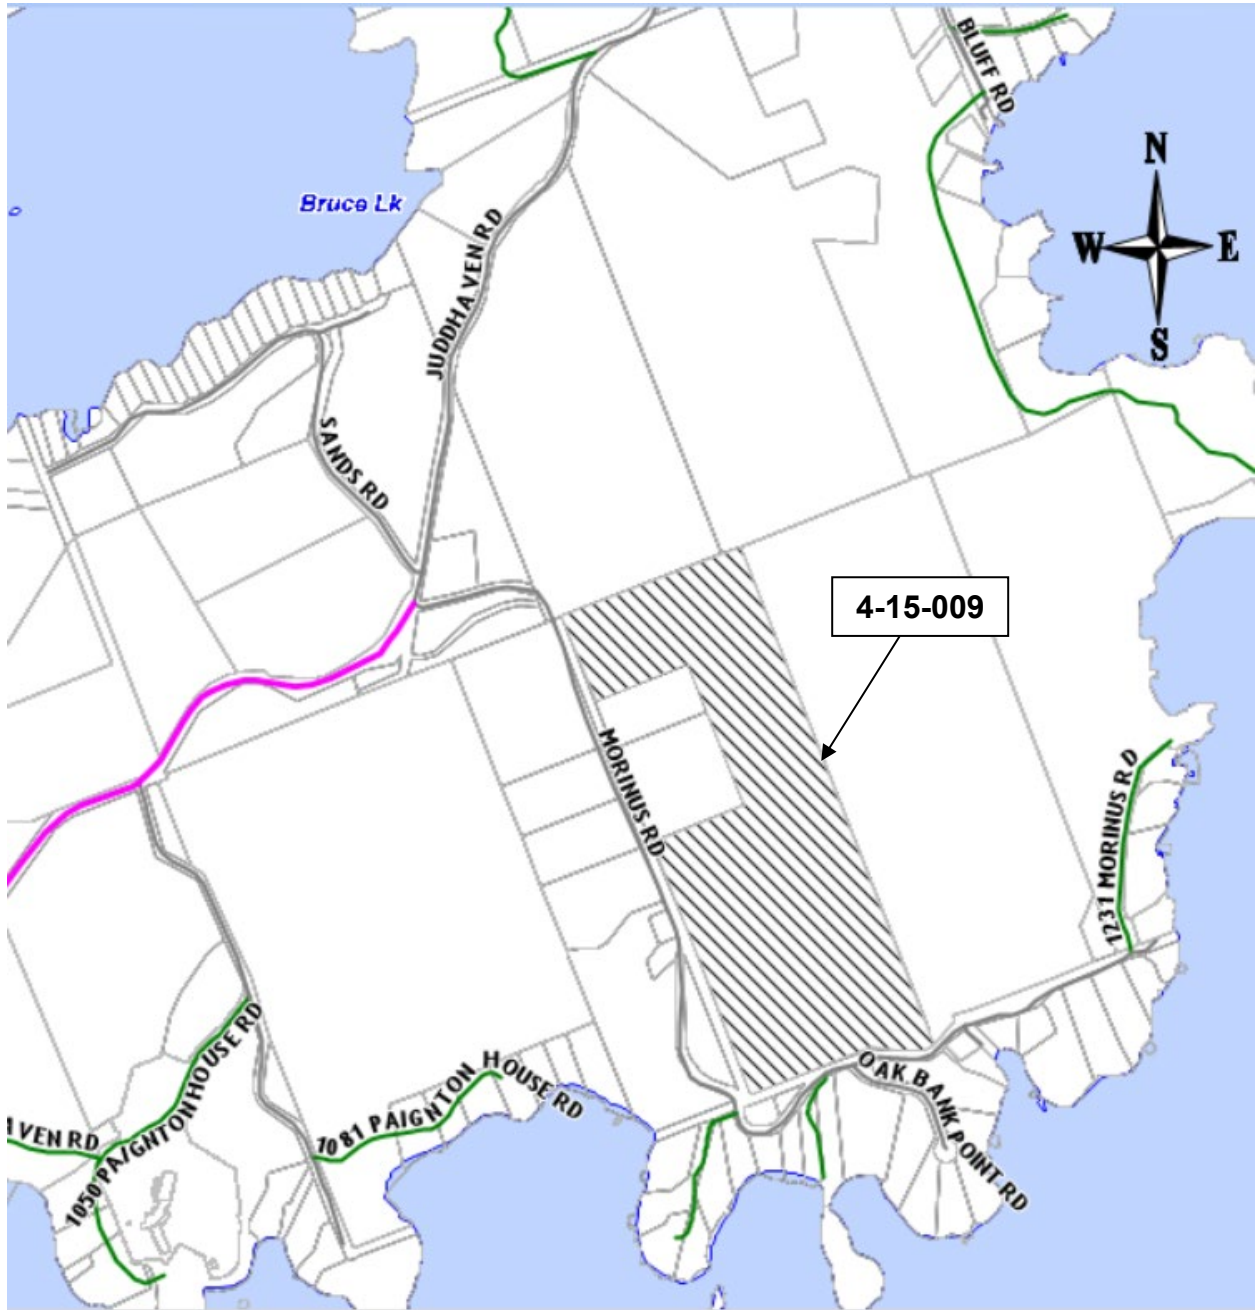 BLUFF RD
N
Bruce Lk
W
E
JUDDHAVEN RD
S
SANDS RD
4-15-009
MORINUS RD
1231 MORINUS RD
1050 PAIGNTON HOUSE RD
1081 PAIGNTON HOUSE RD
OAK BANK POINT RD
VEN RD